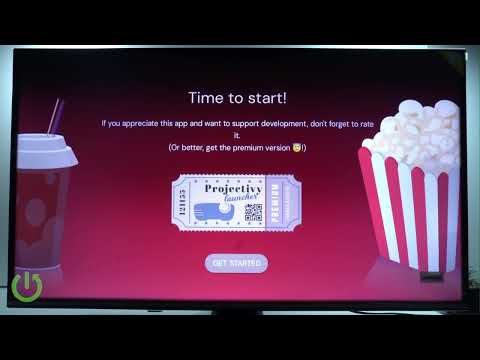 Time to start!
If you appreciate this app and want to support development, don't forget to rate
it.
(Or better, get the premium version 😇!)
121155
Projectivy
launcher
PREMIUM
GET STARTED